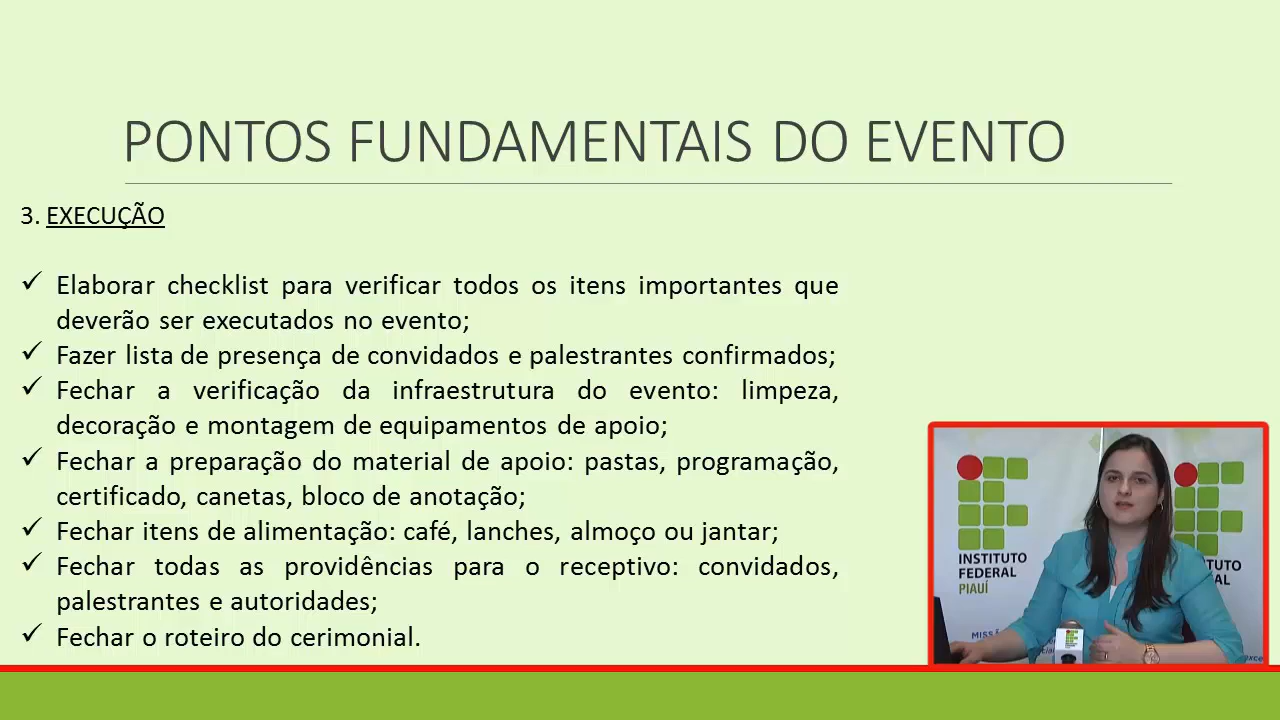 PONTOS FUNDAMENTAIS DO EVENTO
3. EXECUÇÃO
✓ Elaborar checklist para verificar todos os itens importantes que
deverão ser executados no evento;
✓ Fazer lista de presença de convidados e palestrantes confirmados;
✓ Fechar a verificação da infraestrutura do evento: limpeza,
decoração e montagem de equipamentos de apoio;
✓ Fechar a preparação do material de apoio: pastas, programação,
certificado, canetas, bloco de anotação;
✓ Fechar itens de alimentação: café, lanches, almoço ou jantar;
✓ Fechar todas as providências para o receptivo: convidados,
palestrantes e autoridades;
✓ Fechar o roteiro do cerimonial.
INSTITUTO
FEDERAL
PIAUÍ